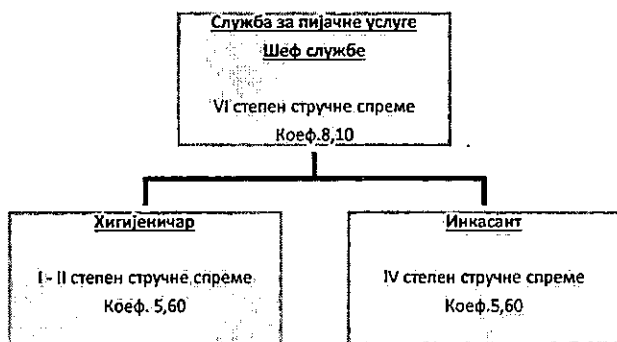 Служба за пијачне услуге
Шеф службе
VI степен стручне спреме
Коеф.8,10
Хигијеничар
I - II степен стручне спреме
Коеф. 5,60
Инкасант
IV степен стручне спреме
Коеф.5,60